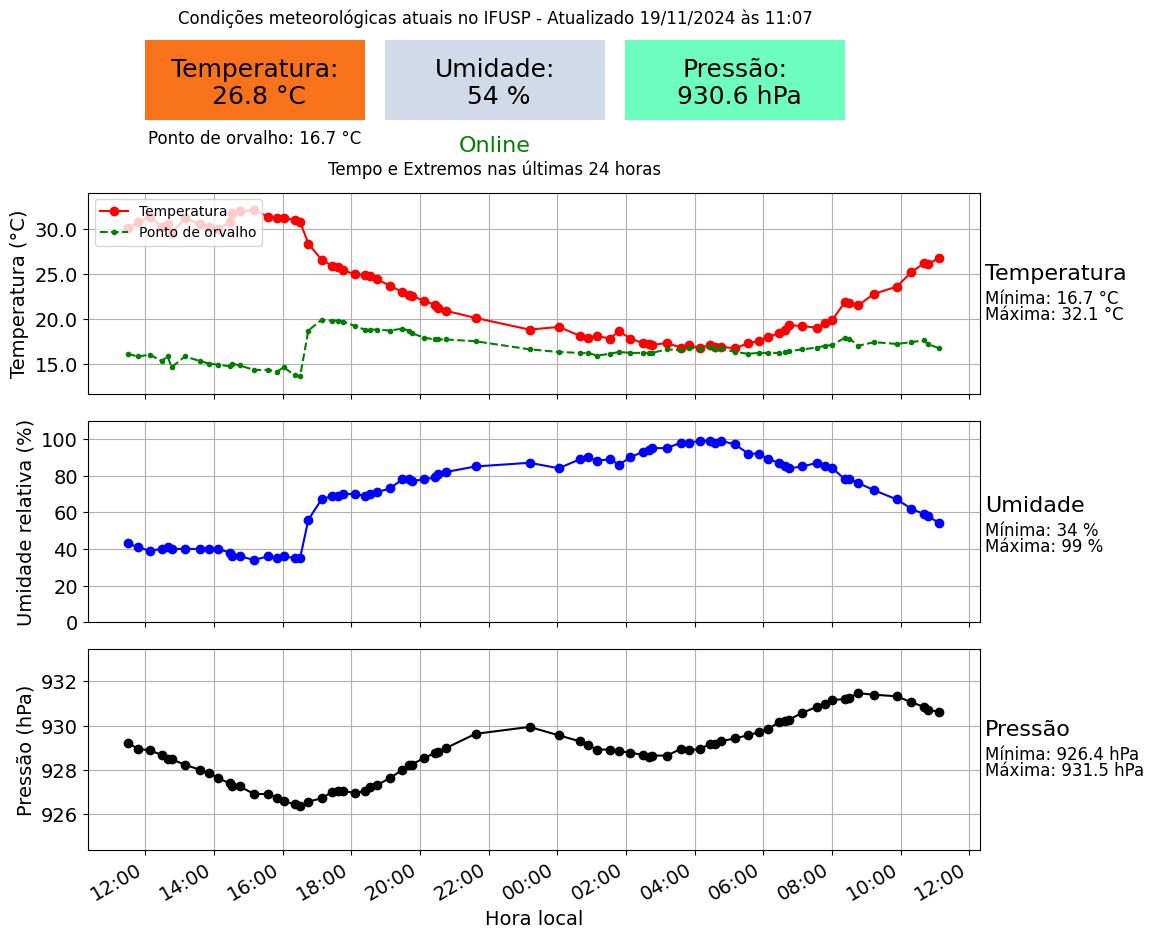 Condições meteorológicas atuais no IFUSP - Atualizado 19/11/2024 às 11:07
Temperatura:
26.8 °C
Umidade:
54 %
Pressão:
930.6 hPa
Ponto de orvalho: 16.7 °C
Online
Tempo e Extremos nas últimas 24 horas
Temperatura (°C)
30.0
25.0
20.0
15.0
Temperatura
Ponto de orvalho
Temperatura
Mínima: 16.7 °C
Máxima: 32.1 °C
Umidade relativa (%)
100
80
60
40
20
0
Umidade
Mínima: 34 %
Máxima: 99 %
Pressão (hPa)
932
930
928
926
Pressão
Mínima: 926.4 hPa
Máxima: 931.5 hPa
12:00 14:00 16:00 18:00 20:00 22:00 00:00 02:00 04:00 06:00 08:00 10:00 12:00
Hora local